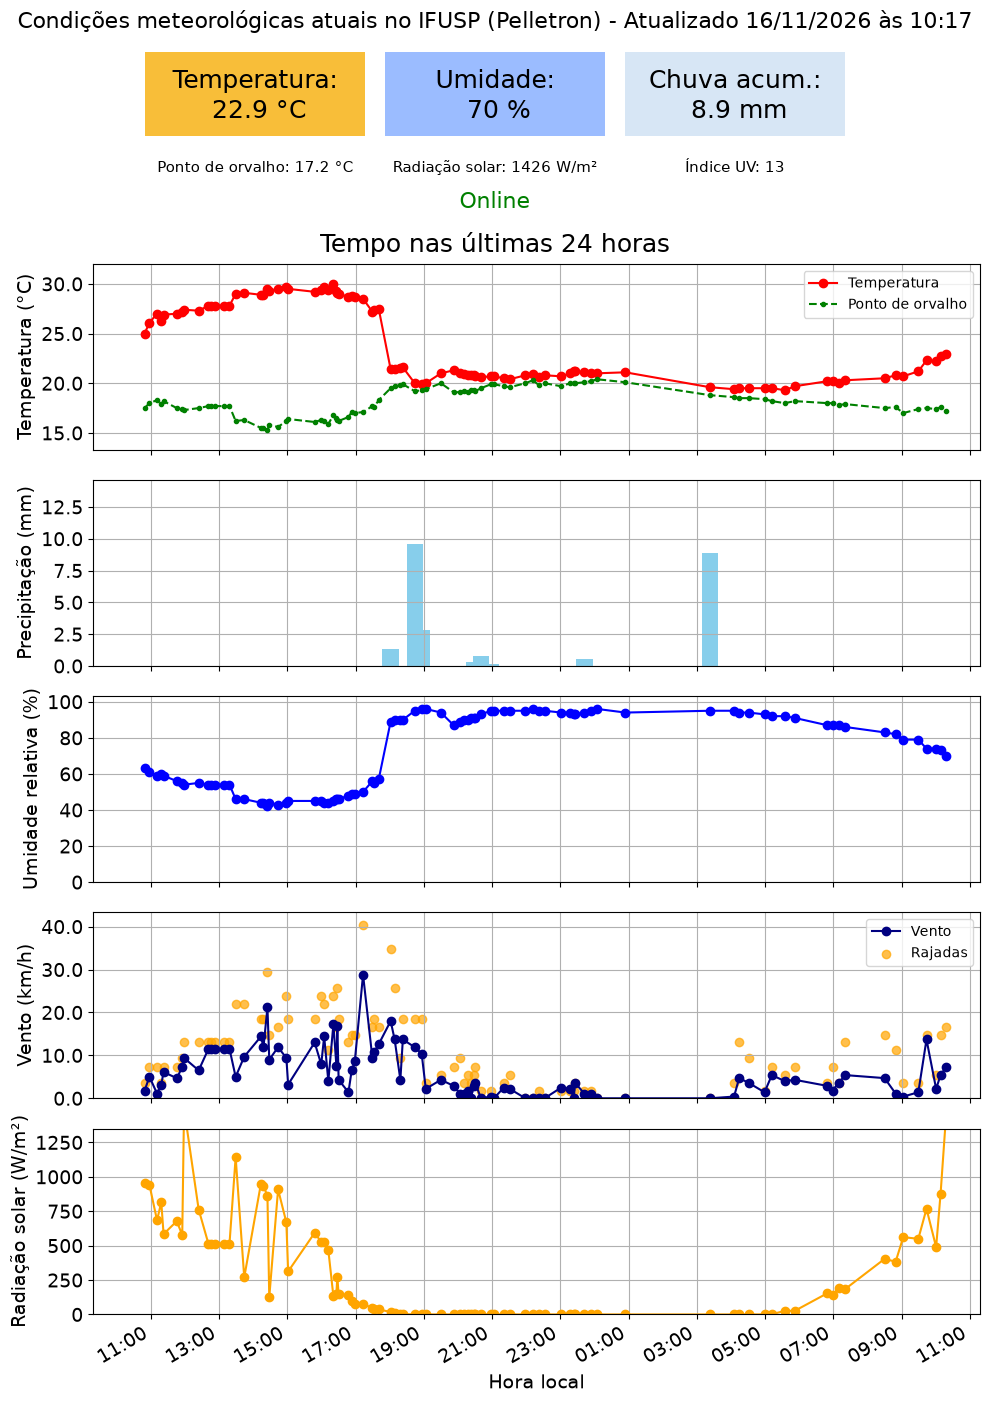 Condições meteorológicas atuais no IFUSP (Pelletron) - Atualizado 16/11/2026 às 10:17
Temperatura:
22.9 °C
Umidade:
70 %
Chuva acum.:
8.9 mm
Ponto de orvalho: 17.2 °C
Radiação solar: 1426 W/m²
Índice UV: 13
Online
Tempo nas últimas 24 horas
Temperatura (°C)
30.0
25.0
20.0
15.0
Temperatura
Ponto de orvalho
Precipitação (mm)
12.5
10.0
7.5
5.0
2.5
0.0
Umidade relativa (%)
100
80
60
40
20
0
Vento (km/h)
40.0
30.0
20.0
10.0
0.0
Vento
Rajadas
Radiação solar (W/m²)
1250
1000
750
500
250
0
11:00
13:00
15:00
17:00
19:00
21:00
23:00
01:00
03:00
05:00
07:00
09:00
11:00
Hora local